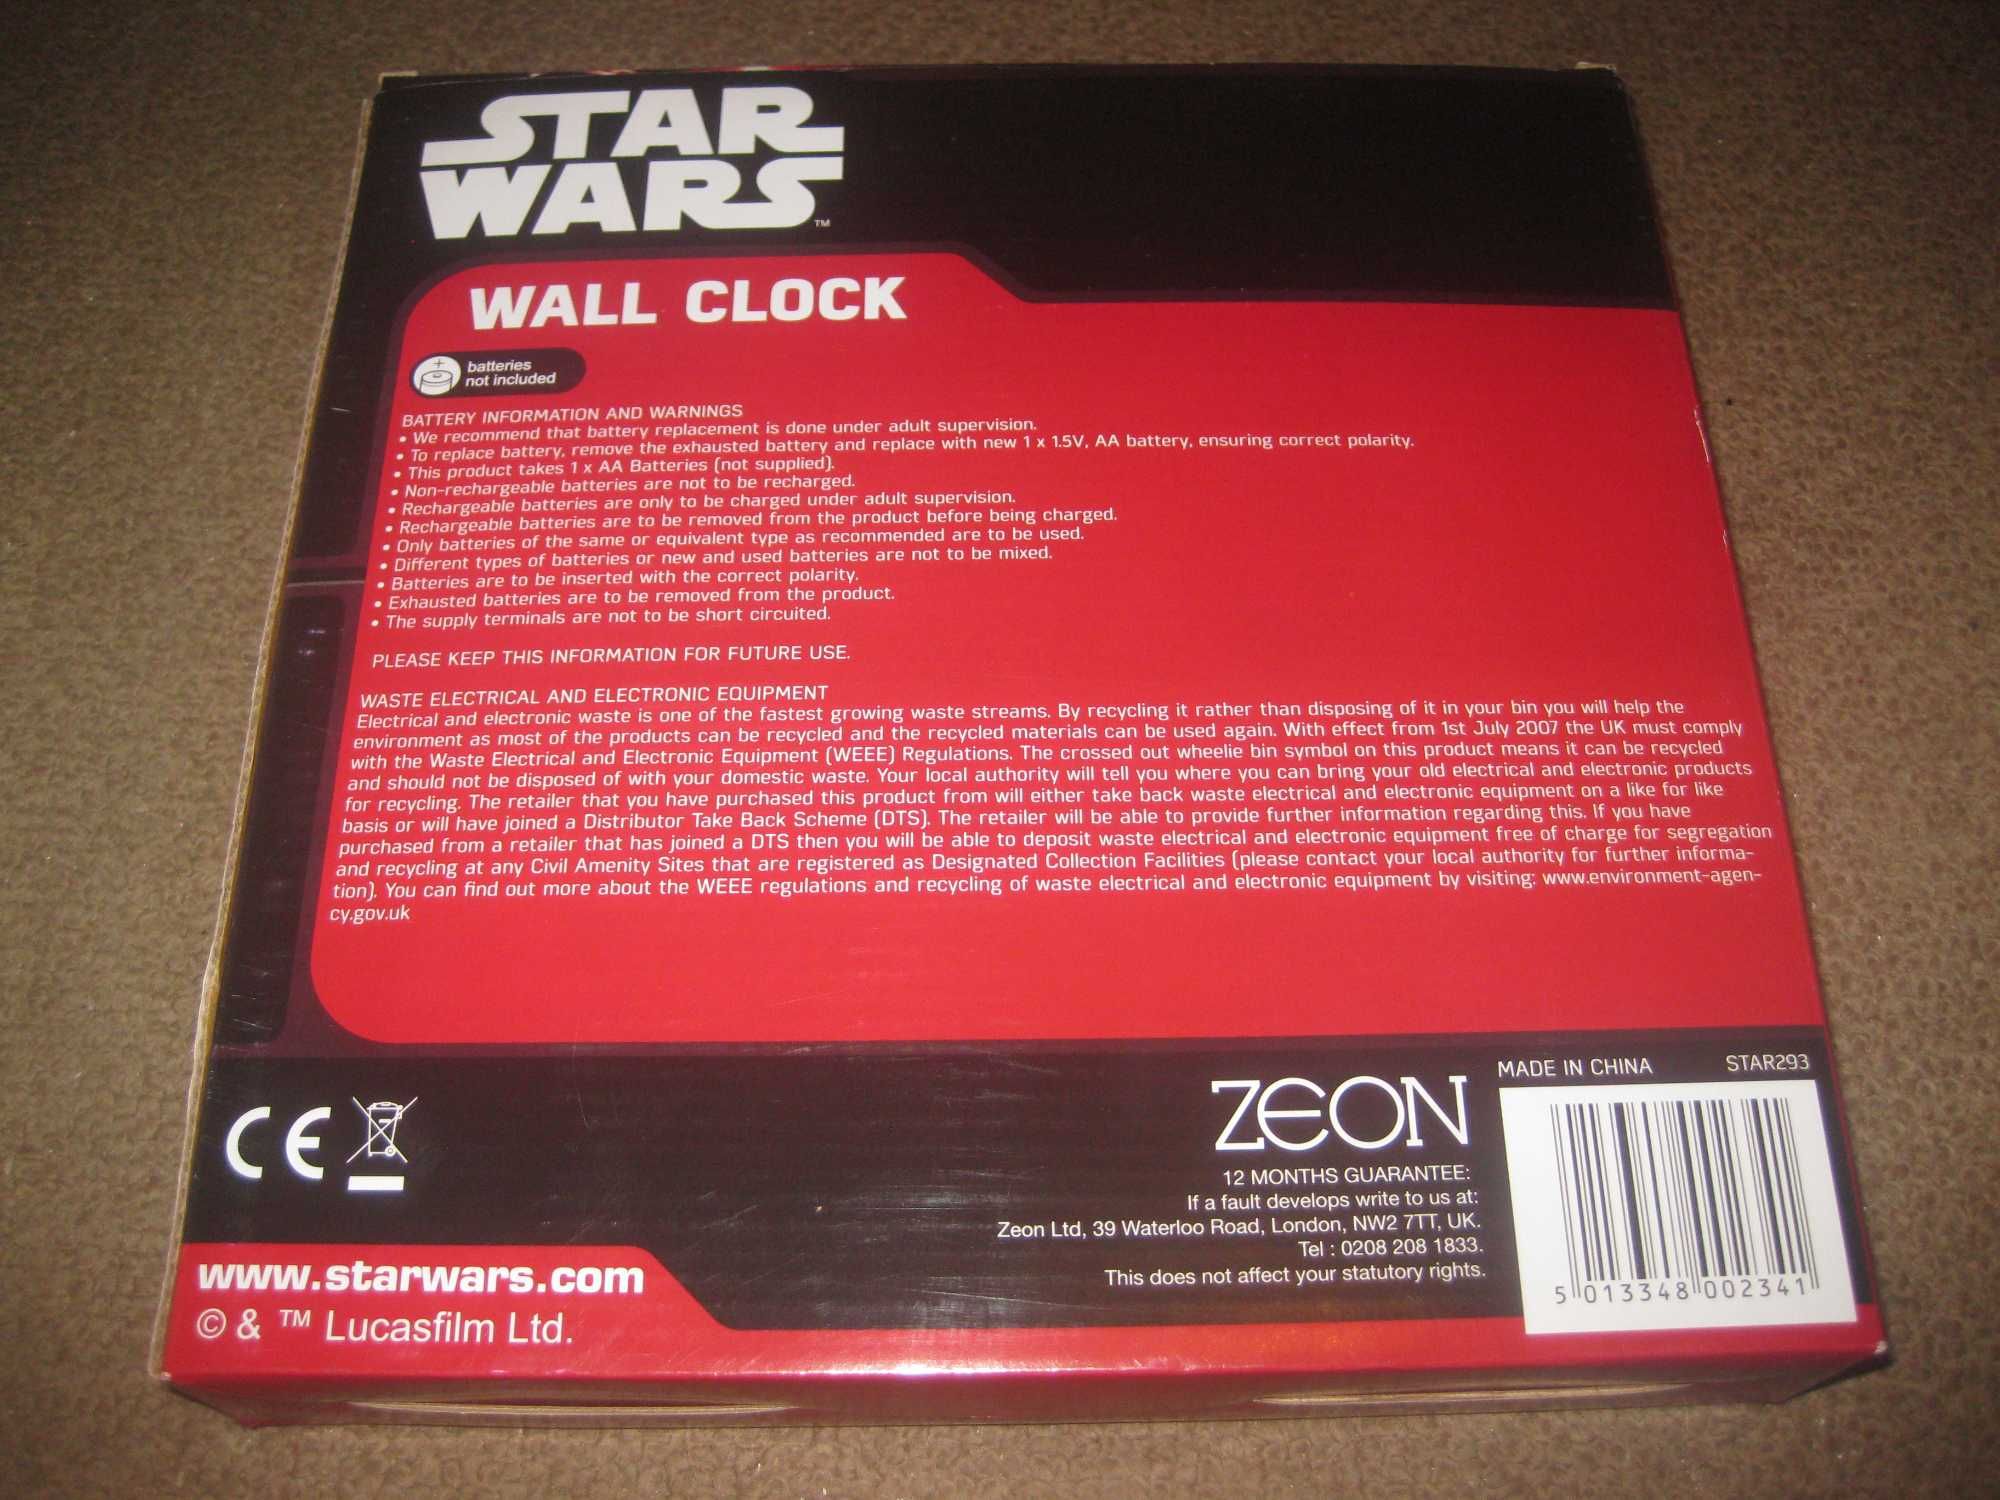 STAR
WARS™
WALL CLOCK
batteries
not included
BATTERY INFORMATION AND WARNINGS
• We recommend that battery replacement is done under adult supervision.
• To replace battery, remove the exhausted battery and replace with new 1 x 1.5V, AA battery, ensuring correct polarity.
• This product takes 1 x AA Batteries (not supplied).
• Non-rechargeable batteries are not to be recharged.
• Rechargeable batteries are only to be charged under adult supervision.
• Rechargeable batteries are to be removed from the product before being charged.
• Only batteries of the same or equivalent type as recommended are to be used.
• Different types of batteries or new and used batteries are not to be mixed.
• Batteries are to be inserted with the correct polarity.
• Exhausted batteries are to be removed from the product.
• The supply terminals are not to be short circuited.
PLEASE KEEP THIS INFORMATION FOR FUTURE USE.
WASTE ELECTRICAL AND ELECTRONIC EQUIPMENT
Electrical and electronic waste is one of the fastest growing waste streams. By recycling it rather than disposing of it in your bin you will help the
environment as most of the products can be recycled and the recycled materials can be used again. With effect from 1st July 2007 the UK must comply
with the Waste Electrical and Electronic Equipment (WEEE) Regulations. The crossed out wheelie bin symbol on this product means it can be recycled
and should not be disposed of with your domestic waste. Your local authority will tell you where you can bring your old electrical and electronic products
for recycling. The retailer that you have purchased this product from will either take back waste electrical and electronic equipment on a like for like
basis or will have joined a Distributor Take Back Scheme (DTS). The retailer will be able to provide further information regarding this. If you have
purchased from a retailer that has joined a DTS then you will be able to deposit waste electrical and electronic equipment free of charge for segregation
and recycling at any Civil Amenity Sites that are registered as Designated Collection Facilities (please contact your local authority for further informa-
tion). You can find out more about the WEEE regulations and recycling of waste electrical and electronic equipment by visiting: www.environment-agen-
cy.gov.uk
CE
ZEON
12 MONTHS GUARANTEE:
If a fault develops write to us at:
Zeon Ltd, 39 Waterloo Road, London, NW2 7TT, UK.
Tel : 0208 208 1833.
This does not affect your statutory rights.
MADE IN CHINA STAR293
5 013348 002341
www.starwars.com
© & ™ Lucasfilm Ltd.